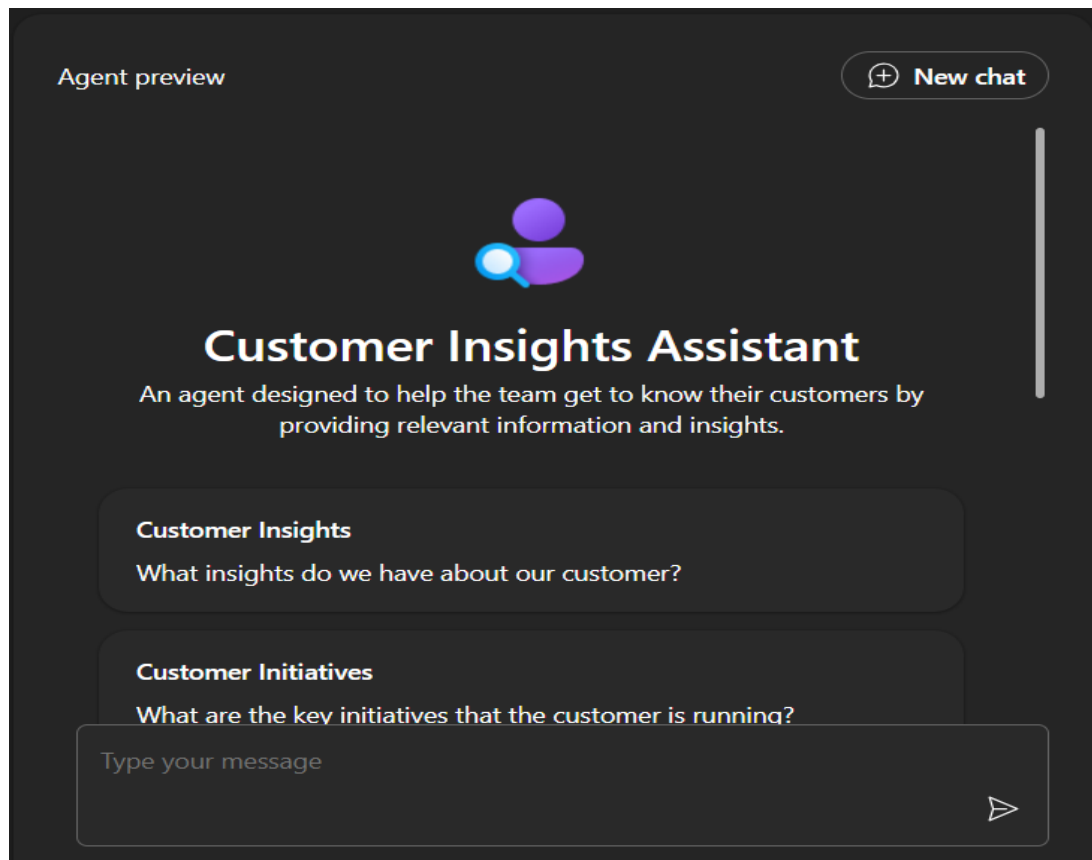 Agent preview
New chat
Customer Insights Assistant
An agent designed to help the team get to know their customers by
providing relevant information and insights.
Customer Insights
What insights do we have about our customer?
Customer Initiatives
What are the key initiatives that the customer is running?
Type your message